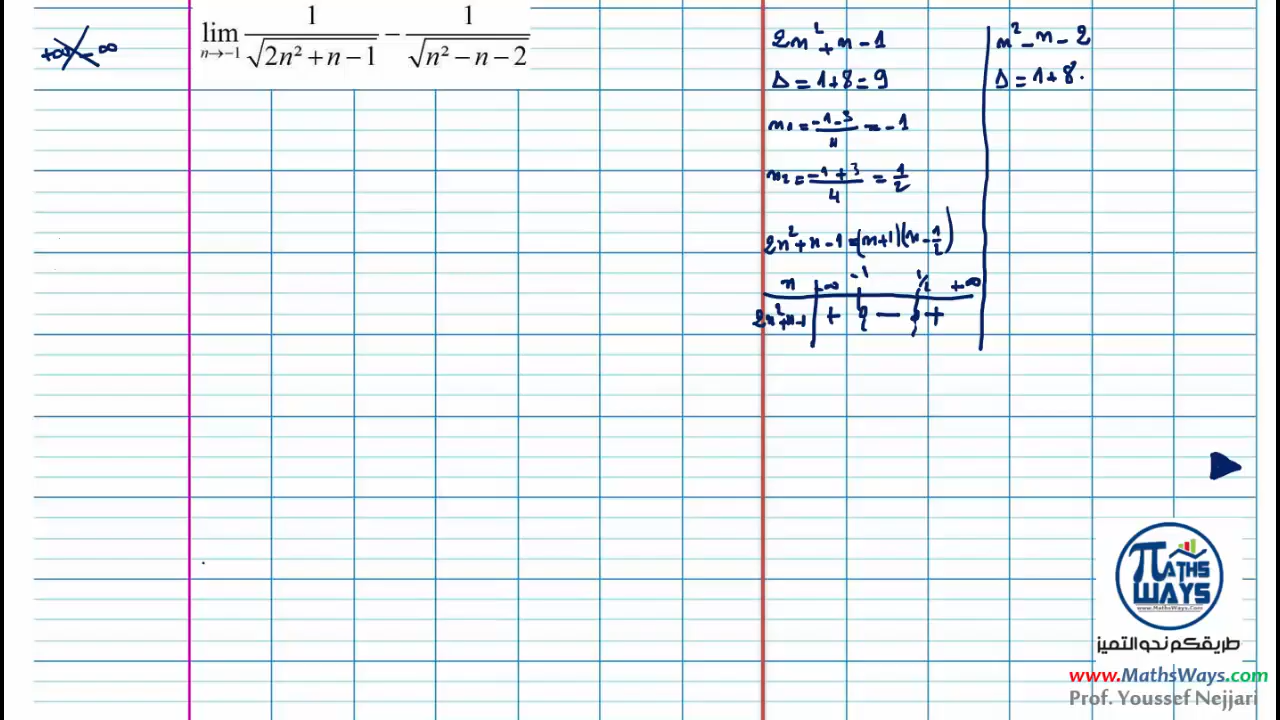 +∞ - ∞
lim n→-1 1/√(2n² + n - 1) - 1/√(n² - n - 2)
2n² + n - 1
Δ = 1 + 8 = 9
n₁ = (-1 - 3)/4 = -1
n₂ = (-1 + 3)/4 = 1/2
2n² + n - 1 = (n+1)(n - 1/2)
n -∞ -1 1/2 +∞
2n²+n-1 + 0 - 0 +
n² - n - 2
Δ = 1 + 8
πATHS
WAYS
www.MathsWays.Com
طريقكم نحو التميز
www.MathsWays.com
Prof. Youssef Nejjari